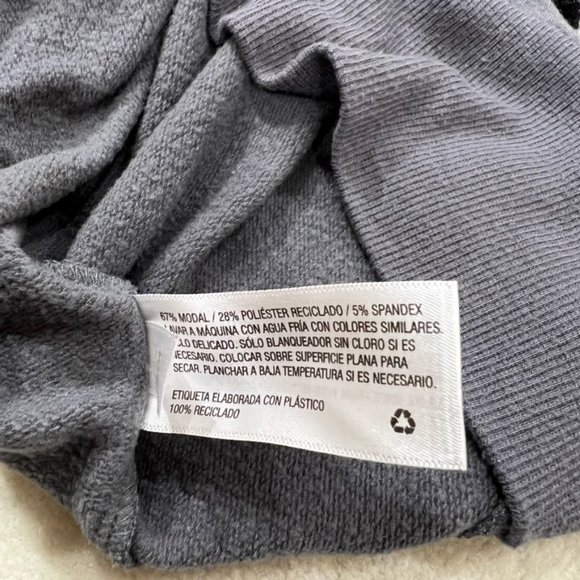 67% MODAL / 28% POLIÉSTER RECICLADO / 5% SPANDEX
LAVAR A MÁQUINA CON AGUA FRÍA CON COLORES SIMILARES.
CICLO DELICADO. SÓLO BLANQUEADOR SIN CLORO SI ES
NECESARIO. COLOCAR SOBRE SUPERFICIE PLANA PARA
SECAR. PLANCHAR A BAJA TEMPERATURA SI ES NECESARIO.
ETIQUETA ELABORADA CON PLÁSTICO
100% RECICLADO